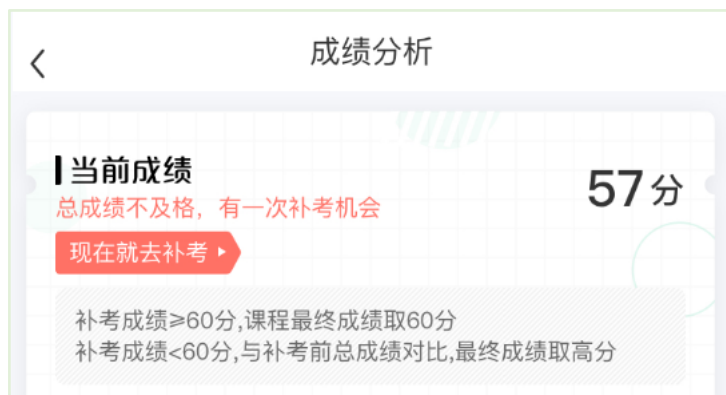 成绩分析
当前成绩
57分
总成绩不及格，有一次补考机会
现在就去补考
补考成绩≥60分,课程最终成绩取60分
补考成绩<60分,与补考前总成绩对比,最终成绩取高分